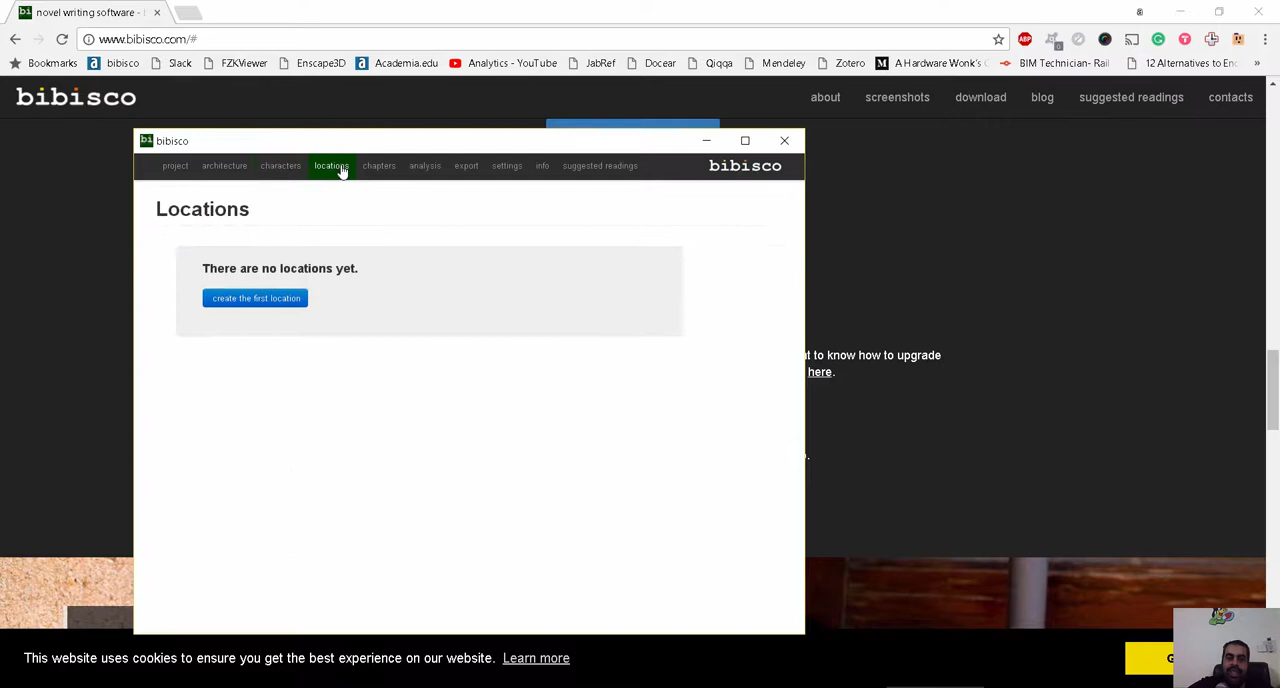 novel writing software -
www.bibisco.com/#
Bookmarks bibisco Slack FZKViewer Enscape3D Academia.edu Analytics - YouTube JabRef Docear Qiqqa Mendeley Zotero A Hardware Wonk's BIM Technician- Rail 12 Alternatives to »
bibisco about screenshots download blog suggested readings contacts
bibisco
project architecture characters locations chapters analysis export settings info suggested readings bibisco
Locations
There are no locations yet.
create the first location
to know how to upgrade
here.
This website uses cookies to ensure you get the best experience on our website. Learn more